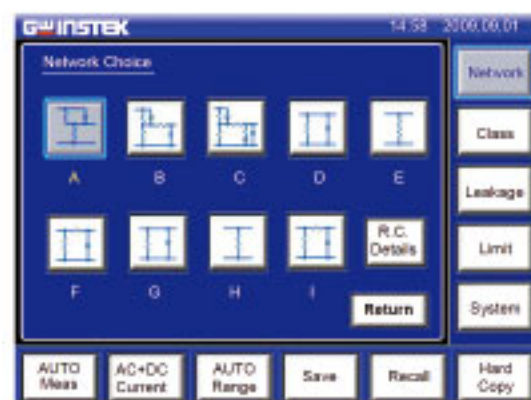 GW INSTEK 14:58 2009.09.01
Network Choice
Network
A B C D E
Class
Leakage
F G H I
R.C. Details
Limit
Return
System
AUTO Meas
AC+DC Current
AUTO Range
Save
Recall
Hard Copy